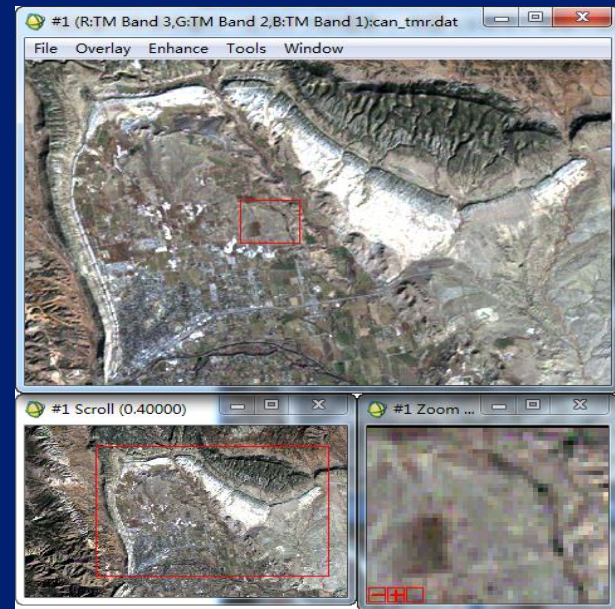 #1 (R:TM Band 3,G:TM Band 2,B:TM Band 1):can_tmr.dat
File Overlay Enhance Tools Window
#1 Scroll (0.40000)
#1 Zoom ...